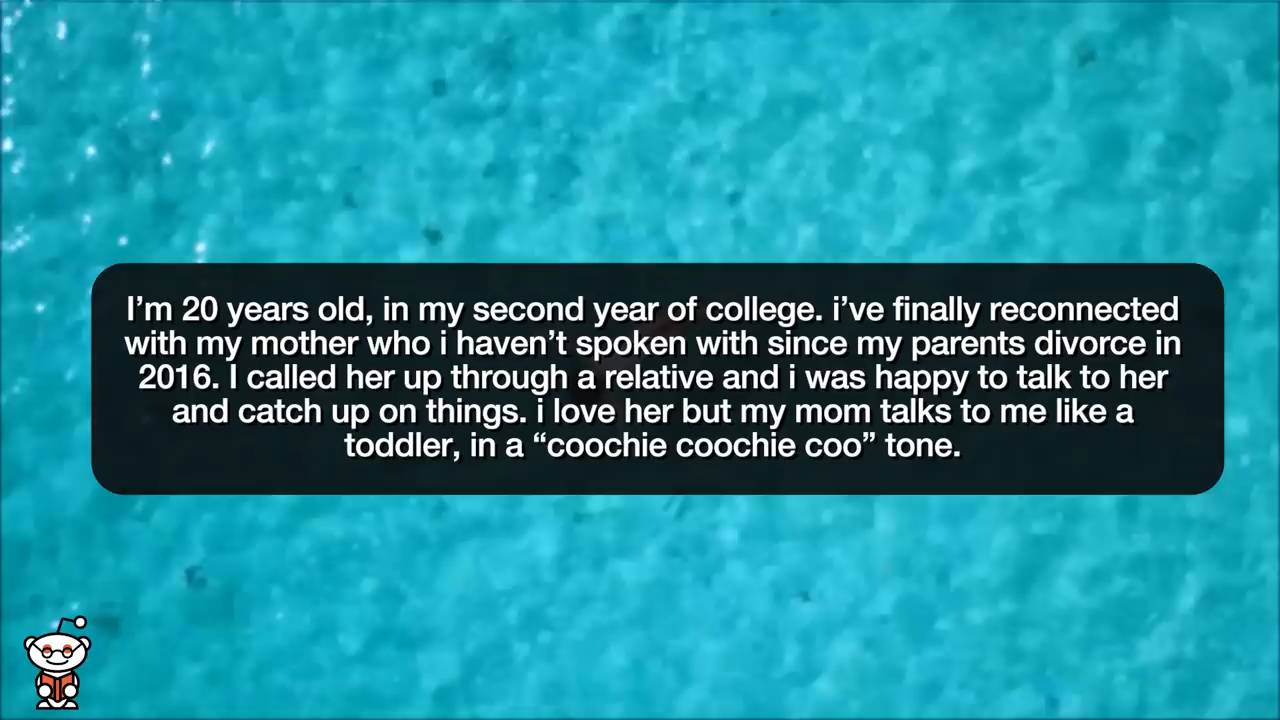 I’m 20 years old, in my second year of college. i’ve finally reconnected
with my mother who i haven’t spoken with since my parents divorce in
2016. I called her up through a relative and i was happy to talk to her
and catch up on things. i love her but my mom talks to me like a
toddler, in a “coochie coochie coo” tone.